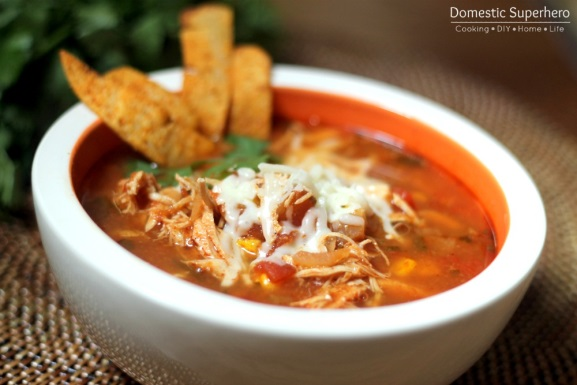 Domestic Superhero
Cooking • DIY • Home • Life